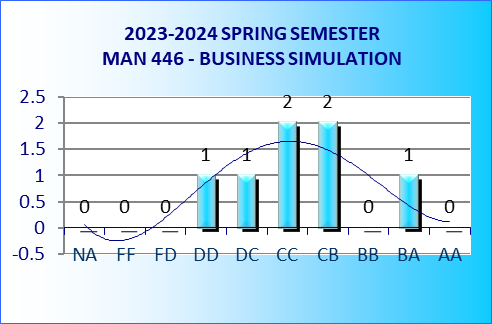 2023-2024 SPRING SEMESTER
MAN 446 - BUSINESS SIMULATION
2.5
2
1.5
1
0.5
0
-0.5
0 0 0 1 1 2 2 0 1 0
NA FF FD DD DC CC CB BB BA AA